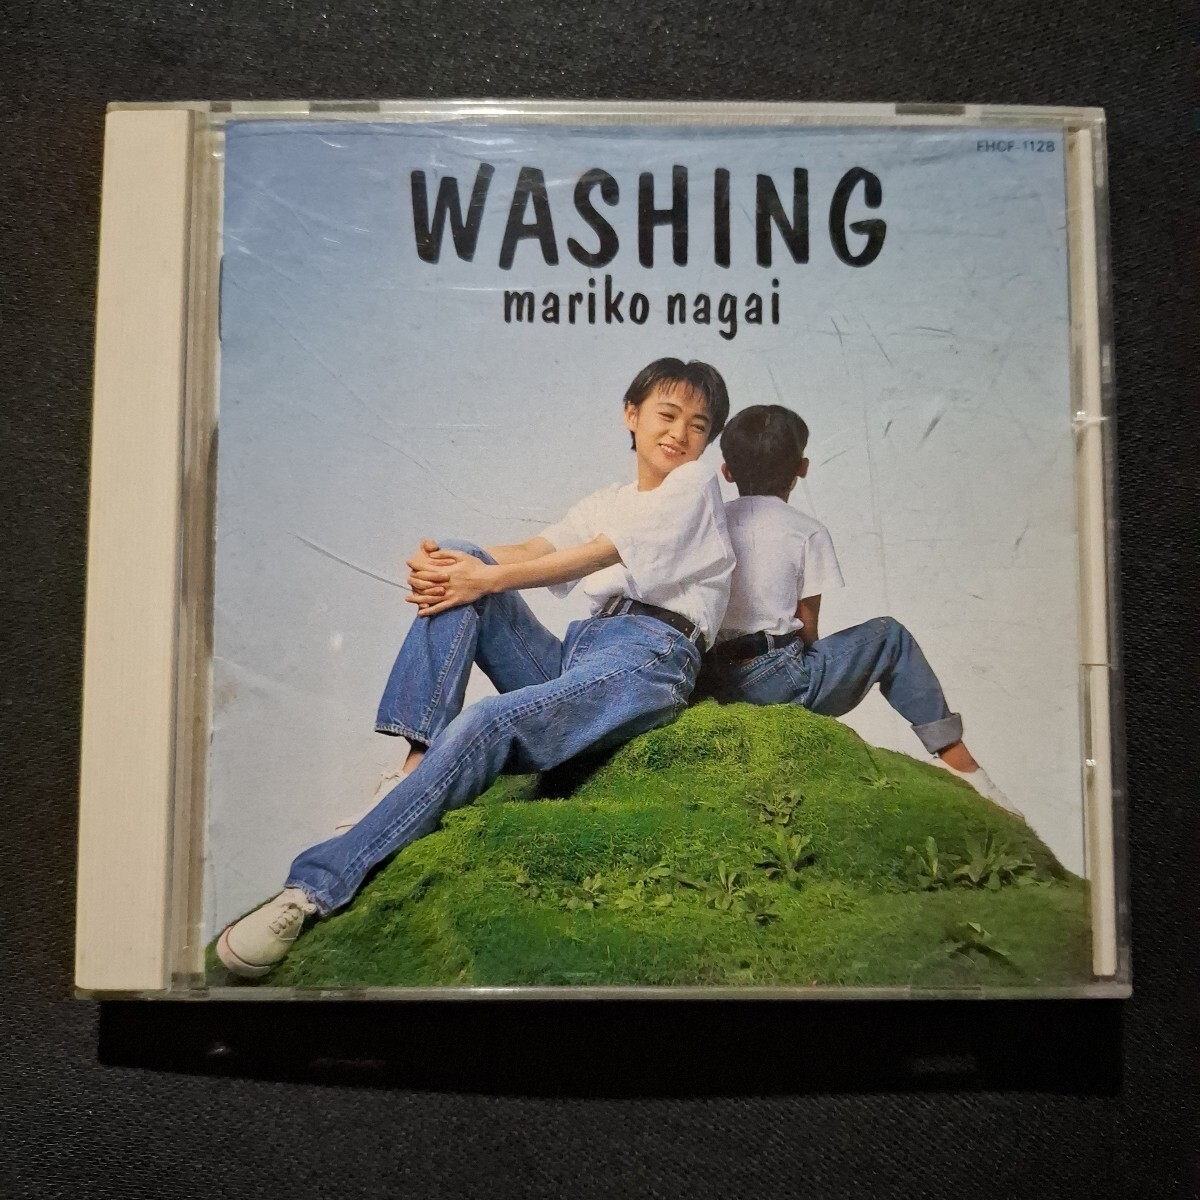 FHCF-1128
WASHING
mariko nagai